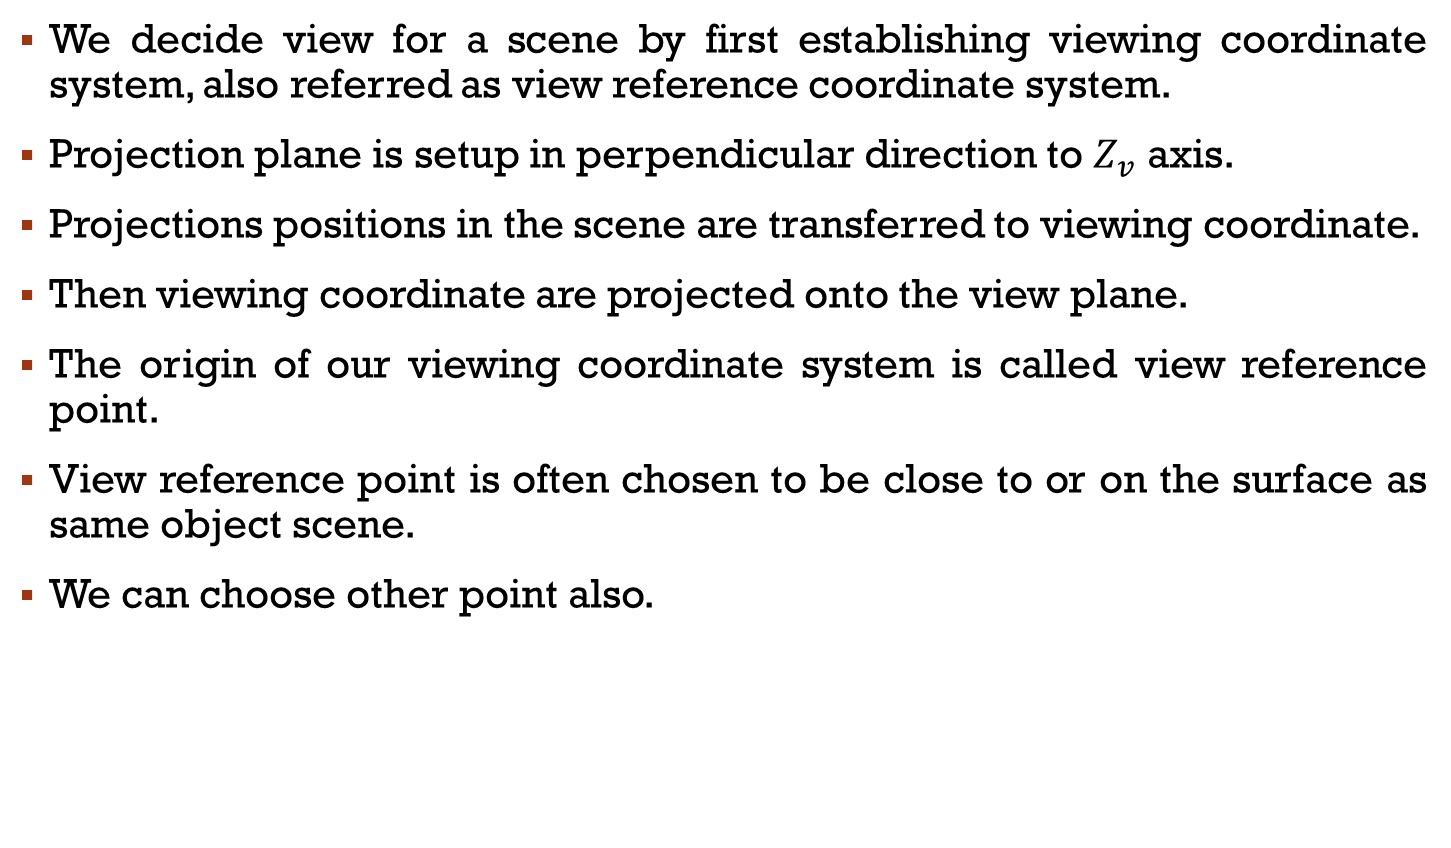 ▪ We decide view for a scene by first establishing viewing coordinate
system, also referred as view reference coordinate system.
▪ Projection plane is setup in perpendicular direction to Zᵥ axis.
▪ Projections positions in the scene are transferred to viewing coordinate.
▪ Then viewing coordinate are projected onto the view plane.
▪ The origin of our viewing coordinate system is called view reference
point.
▪ View reference point is often chosen to be close to or on the surface as
same object scene.
▪ We can choose other point also.